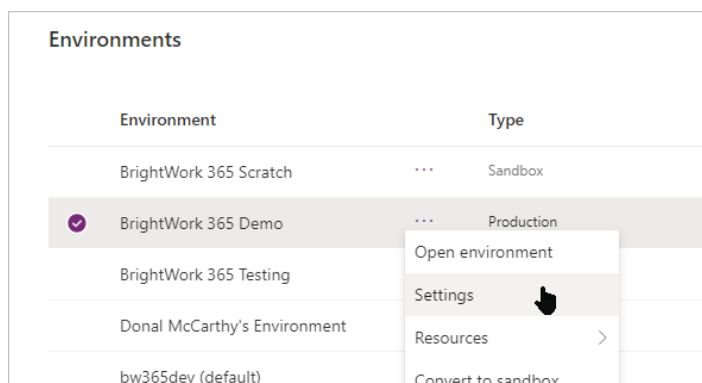 Environments
Environment Type
BrightWork 365 Scratch ... Sandbox
BrightWork 365 Demo ... Production
Open environment
BrightWork 365 Testing
Settings
Donal McCarthy's Environment
Resources
bw365dev (default)
Convert to sandbox